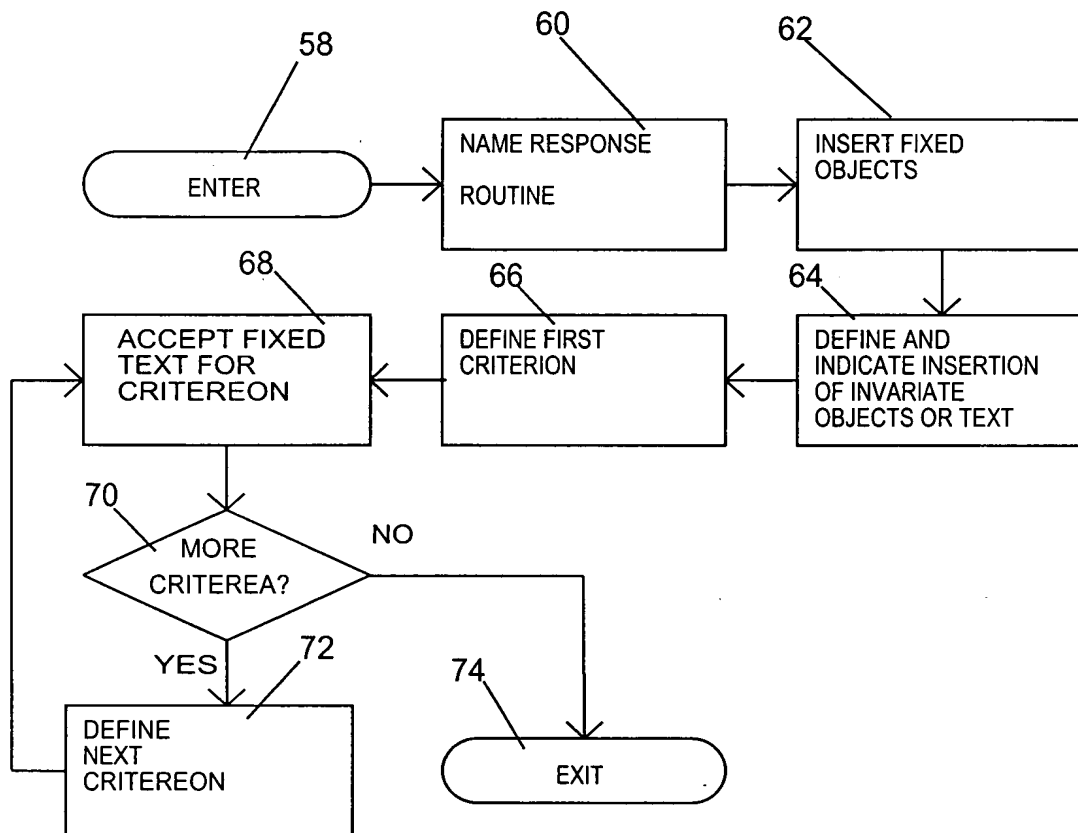 58
60
62
ENTER
NAME RESPONSE
ROUTINE
INSERT FIXED
OBJECTS
68
66
64
ACCEPT FIXED
TEXT FOR
CRITEREON
DEFINE FIRST
CRITERION
DEFINE AND
INDICATE INSERTION
OF INVARIATE
OBJECTS OR TEXT
70
MORE
CRITEREA?
NO
YES
72
74
DEFINE
NEXT
CRITEREON
EXIT